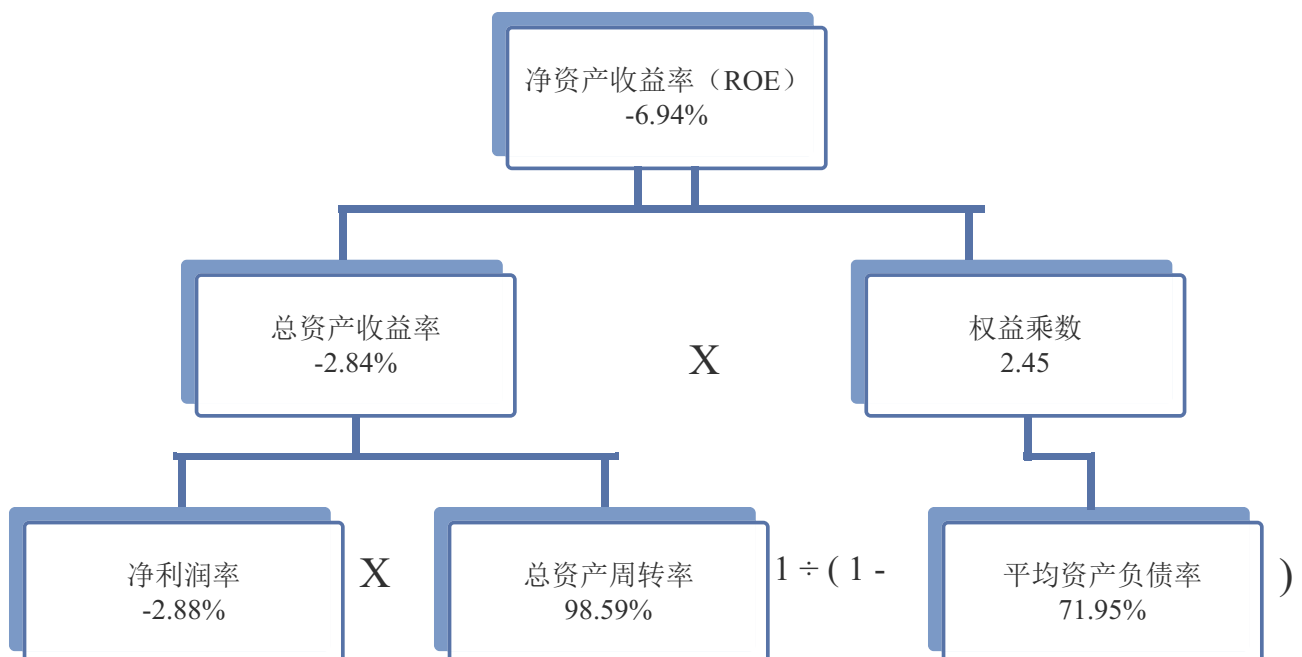 净资产收益率（ROE）
-6.94%
总资产收益率
-2.84%
X
权益乘数
2.45
净利润率
-2.88%
X
总资产周转率
98.59%
1 ÷ ( 1 -
平均资产负债率
71.95%
)